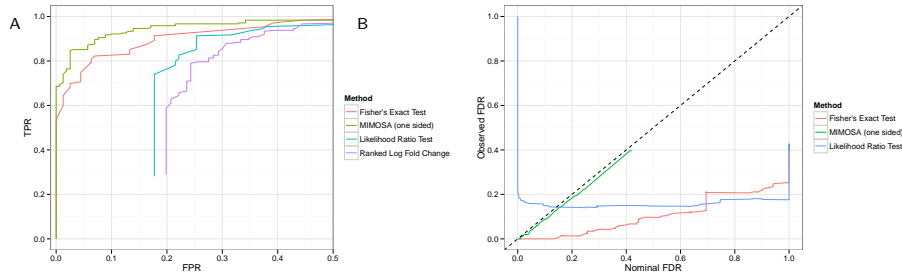 A
TPR
1.0
0.8
0.6
0.4
0.2
0.0
0.0 0.1 0.2 0.3 0.4 0.5
FPR
Method
Fisher's Exact Test
MIMOSA (one sided)
Likelihood Ratio Test
Ranked Log Fold Change
B
Observed FDR
1.0
0.8
0.6
0.4
0.2
0.0
0.0 0.2 0.4 0.6 0.8 1.0
Nominal FDR
Method
Fisher's Exact Test
MIMOSA (one sided)
Likelihood Ratio Test